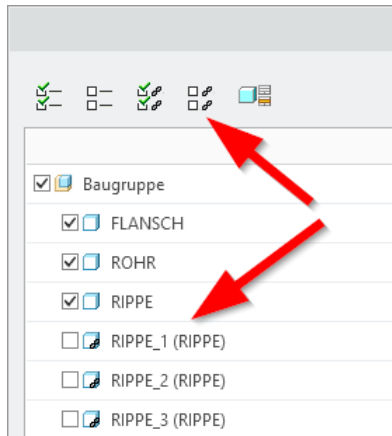 Baugruppe
FLANSCH
ROHR
RIPPE
RIPPE_1 (RIPPE)
RIPPE_2 (RIPPE)
RIPPE_3 (RIPPE)